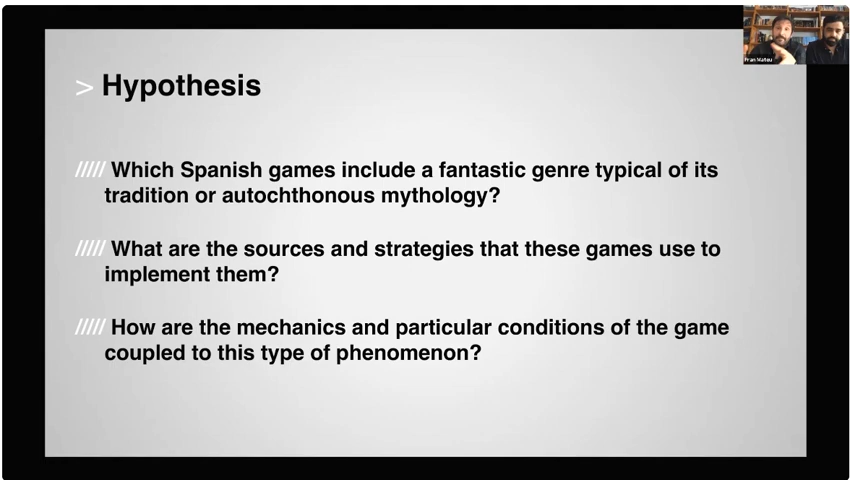 > Hypothesis
///// Which Spanish games include a fantastic genre typical of its
tradition or autochthonous mythology?
///// What are the sources and strategies that these games use to
implement them?
///// How are the mechanics and particular conditions of the game
coupled to this type of phenomenon?
Fran Mateu